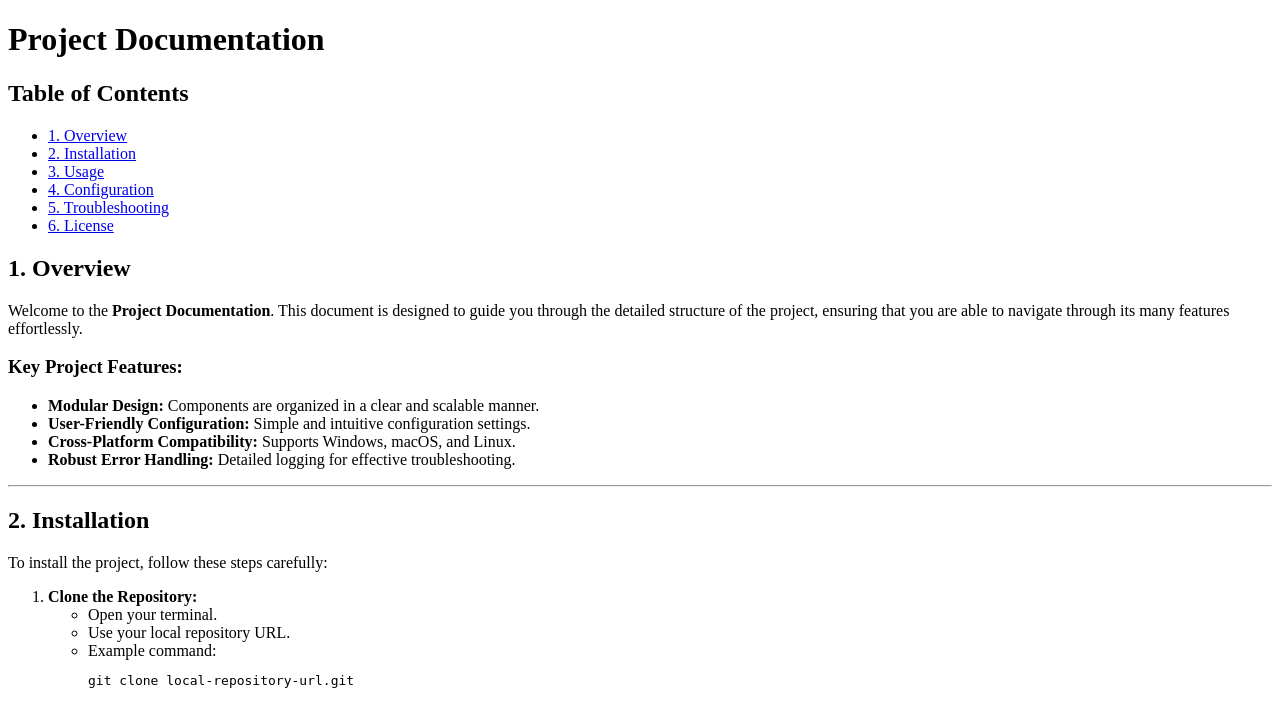 Project Documentation
Table of Contents
1. Overview
2. Installation
3. Usage
4. Configuration
5. Troubleshooting
6. License
1. Overview
Welcome to the Project Documentation. This document is designed to guide you through the detailed structure of the project, ensuring that you are able to navigate through its many features
effortlessly.
Key Project Features:
Modular Design: Components are organized in a clear and scalable manner.
User-Friendly Configuration: Simple and intuitive configuration settings.
Cross-Platform Compatibility: Supports Windows, macOS, and Linux.
Robust Error Handling: Detailed logging for effective troubleshooting.
2. Installation
To install the project, follow these steps carefully:
1. Clone the Repository:
Open your terminal.
Use your local repository URL.
Example command:
git clone local-repository-url.git